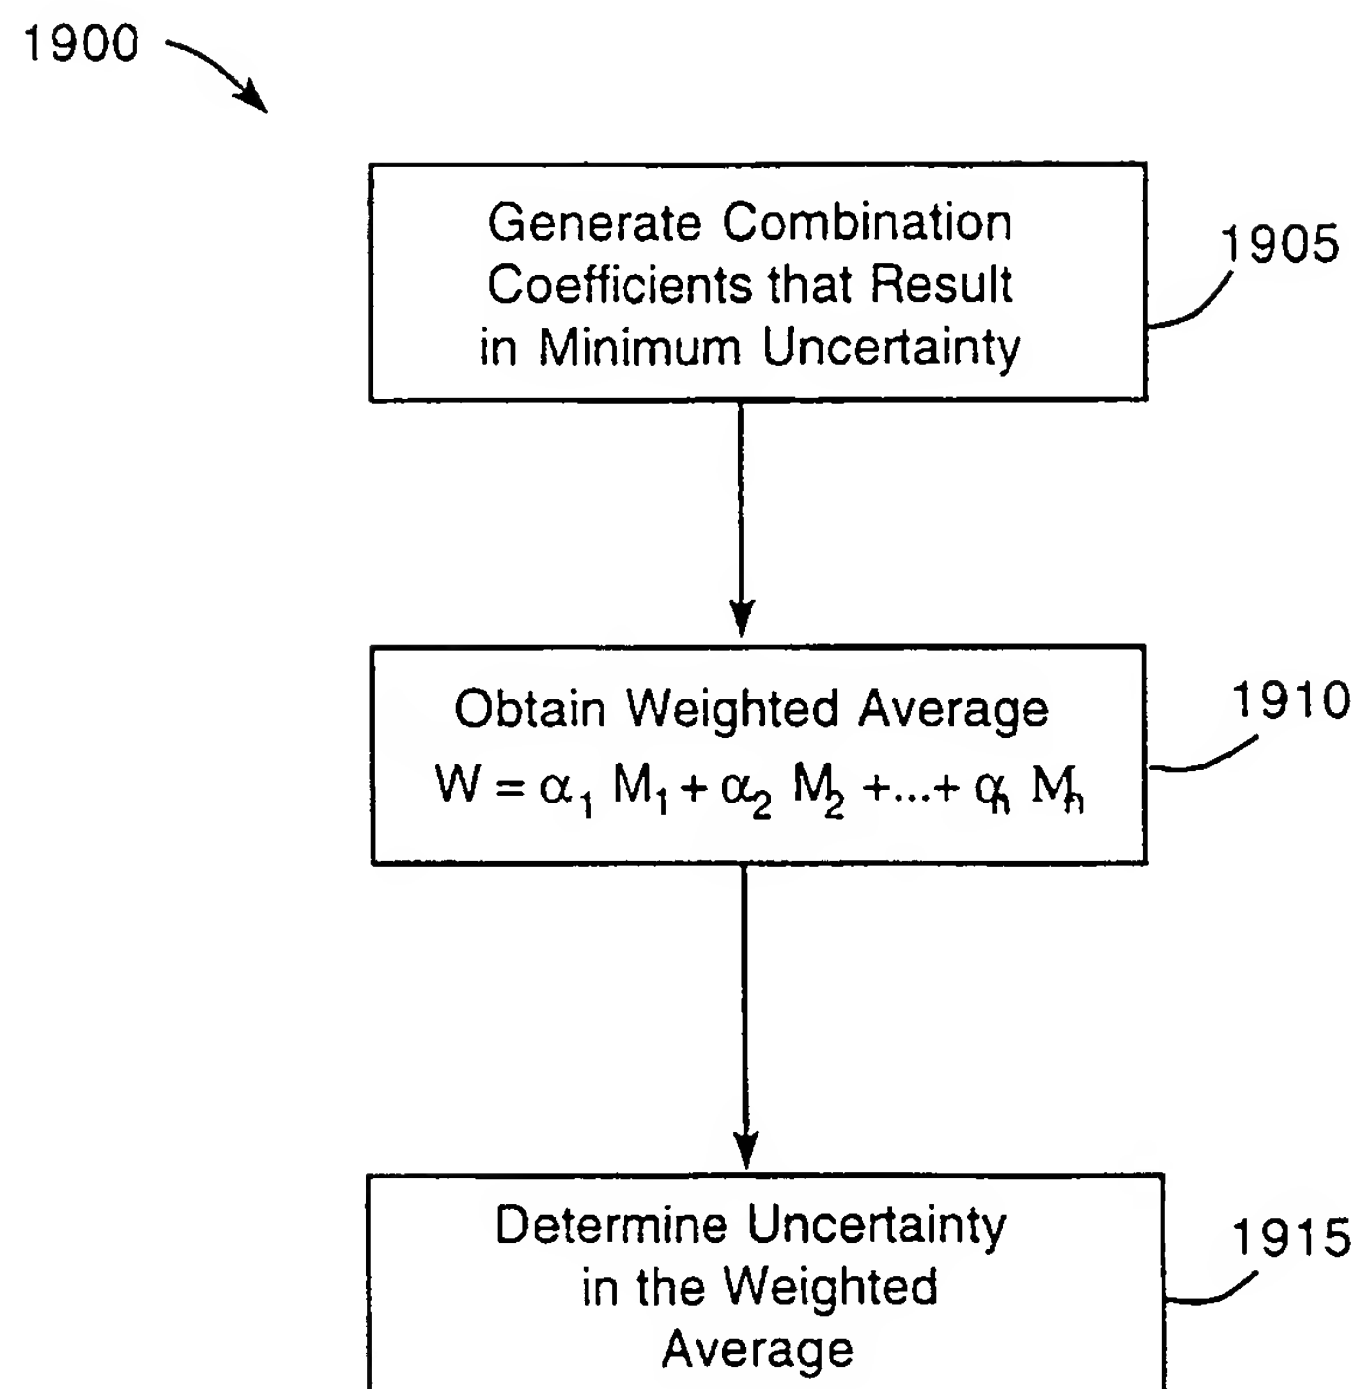 1900
Generate Combination
Coefficients that Result
in Minimum Uncertainty
1905
Obtain Weighted Average
W = α₁ M₁ + α₂ M₂ +...+ αₙ Mₙ
1910
Determine Uncertainty
in the Weighted
Average
1915